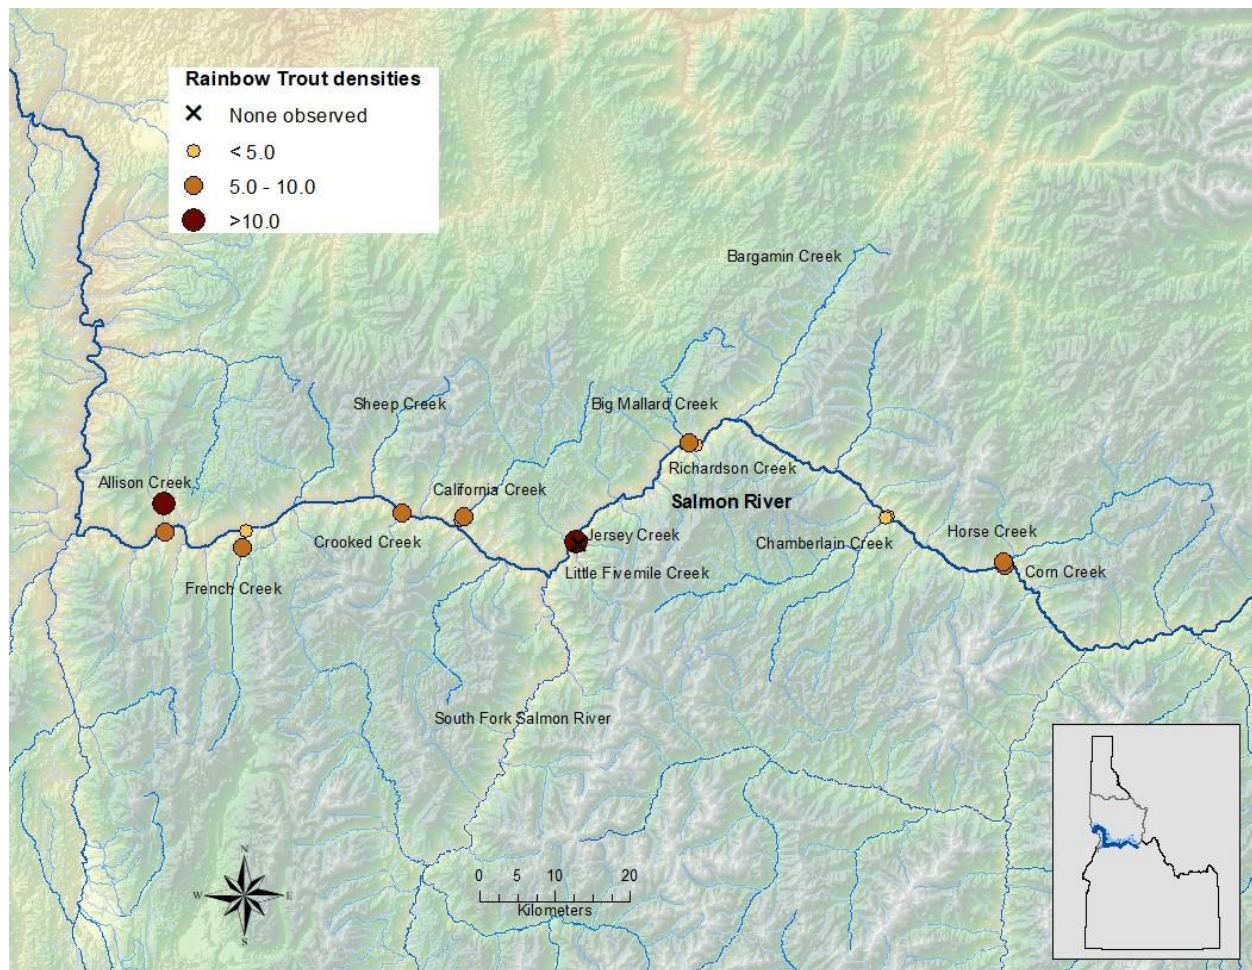 Rainbow Trout densities
None observed
< 5.0
5.0 - 10.0
>10.0
Bargamin Creek
Sheep Creek
Big Mallard Creek
Richardson Creek
Allison Creek
California Creek
Salmon River
Crooked Creek
Jersey Creek
Chamberlain Creek
Horse Creek
Little Fivemile Creek
Corn Creek
French Creek
South Fork Salmon River
N
W
E
S
0 5 10 20
Kilometers